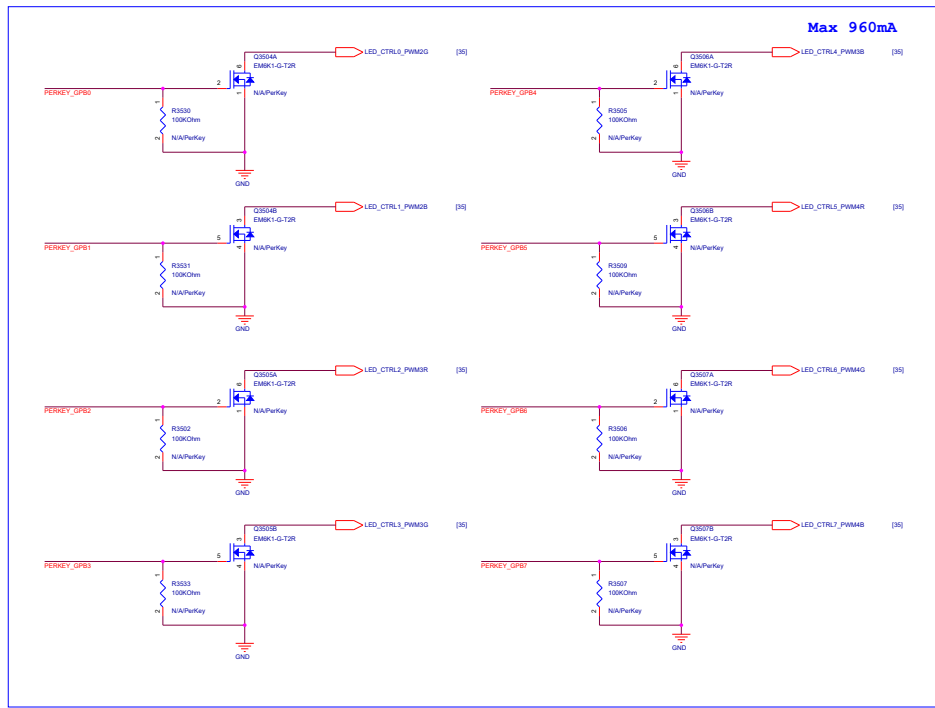 Max 960mA
LED_CTRL0_PWM2G [35]
Q3504A
EM6K1-G-T2R
6
2
1
PERKEY_GPB0
N/A/PerKey
1
R3530
100KOhm
2
N/A/PerKey
GND
LED_CTRL4_PWM3B [35]
Q3506A
EM6K1-G-T2R
6
2
1
PERKEY_GPB4
N/A/PerKey
1
R3505
100KOhm
2
N/A/PerKey
GND
LED_CTRL1_PWM2B [35]
Q3504B
EM6K1-G-T2R
3
5
4
PERKEY_GPB1
N/A/PerKey
1
R3531
100KOhm
2
N/A/PerKey
GND
LED_CTRL5_PWM4R [35]
Q3506B
EM6K1-G-T2R
3
5
4
PERKEY_GPB5
N/A/PerKey
1
R3509
100KOhm
2
N/A/PerKey
GND
LED_CTRL2_PWM3R [35]
Q3505A
EM6K1-G-T2R
6
2
1
PERKEY_GPB2
N/A/PerKey
1
R3502
100KOhm
2
N/A/PerKey
GND
LED_CTRL6_PWM4G [35]
Q3507A
EM6K1-G-T2R
6
2
1
PERKEY_GPB6
N/A/PerKey
1
R3506
100KOhm
2
N/A/PerKey
GND
LED_CTRL3_PWM3G [35]
Q3505B
EM6K1-G-T2R
3
5
4
PERKEY_GPB3
N/A/PerKey
1
R3533
100KOhm
2
N/A/PerKey
GND
LED_CTRL7_PWM4B [35]
Q3507B
EM6K1-G-T2R
3
5
4
PERKEY_GPB7
N/A/PerKey
1
R3507
100KOhm
2
N/A/PerKey
GND